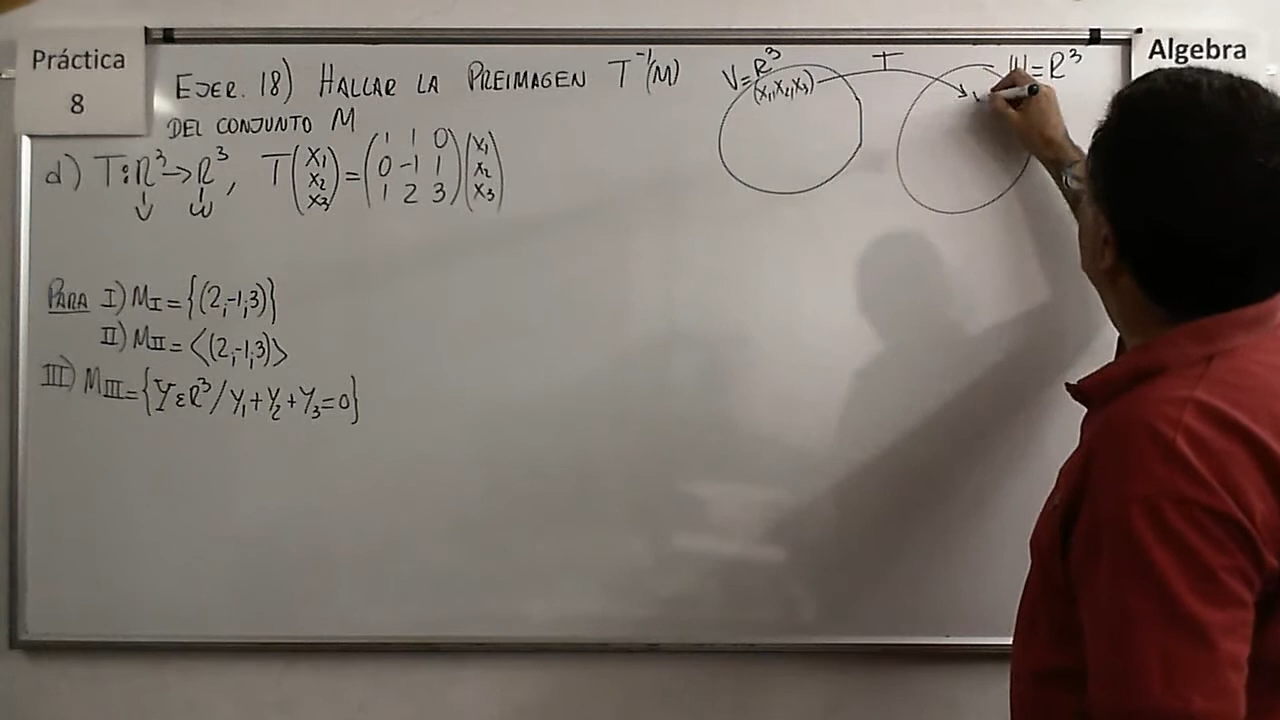 Práctica
8
Algebra
EJER. 18) HALLAR LA PREIMAGEN T⁻¹(M)
DEL CONJUNTO M
d) T: R³→R³, T(x₁ x₂ x₃) = (1 1 0
0 -1 1
1 2 3)(x₁ x₂ x₃)
V W
V=R³
(x₁,x₂,x₃)
T
W=R³
PARA I) M_I = {(2,-1,3)}
II) M_II = <(2,-1,3)>
III) M_III = {Y ε R³ / Y₁+Y₂+Y₃=0}